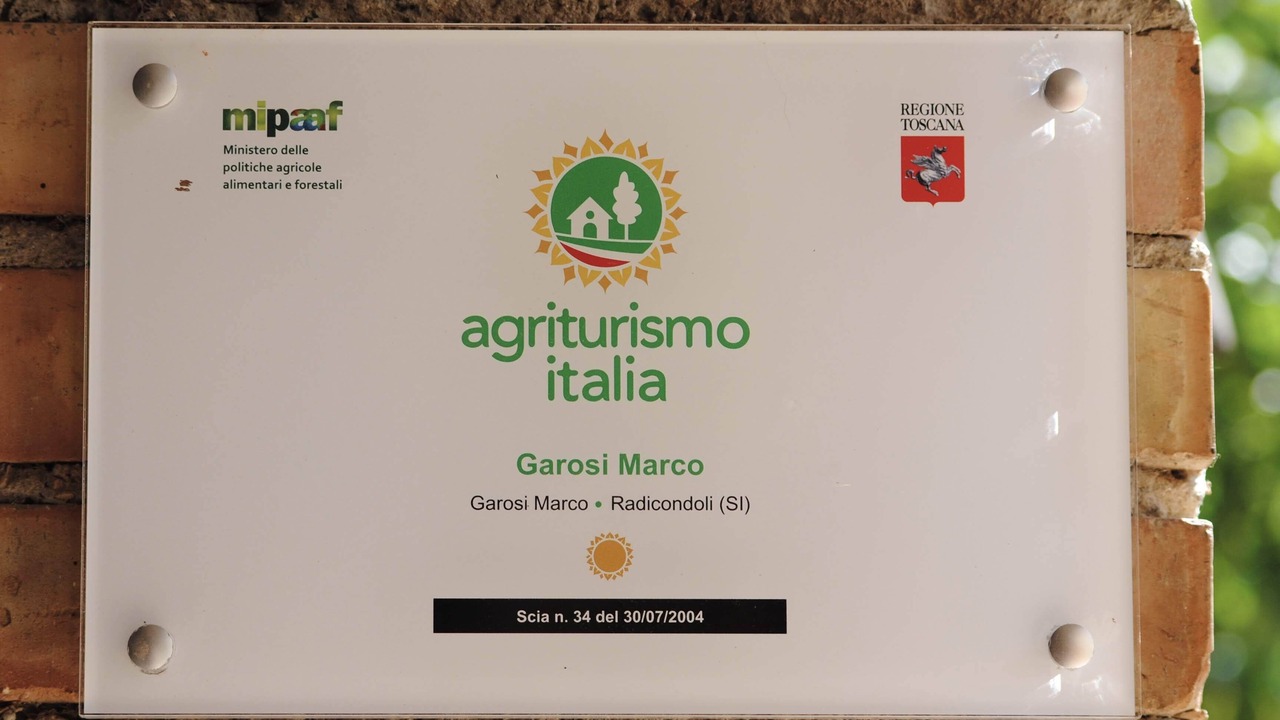 mipaaf
Ministero delle
politiche agricole
alimentari e forestali
REGIONE
TOSCANA
agriturismo
italia
Garosi Marco
Garosi Marco • Radicondoli (SI)
Scia n. 34 del 30/07/2004